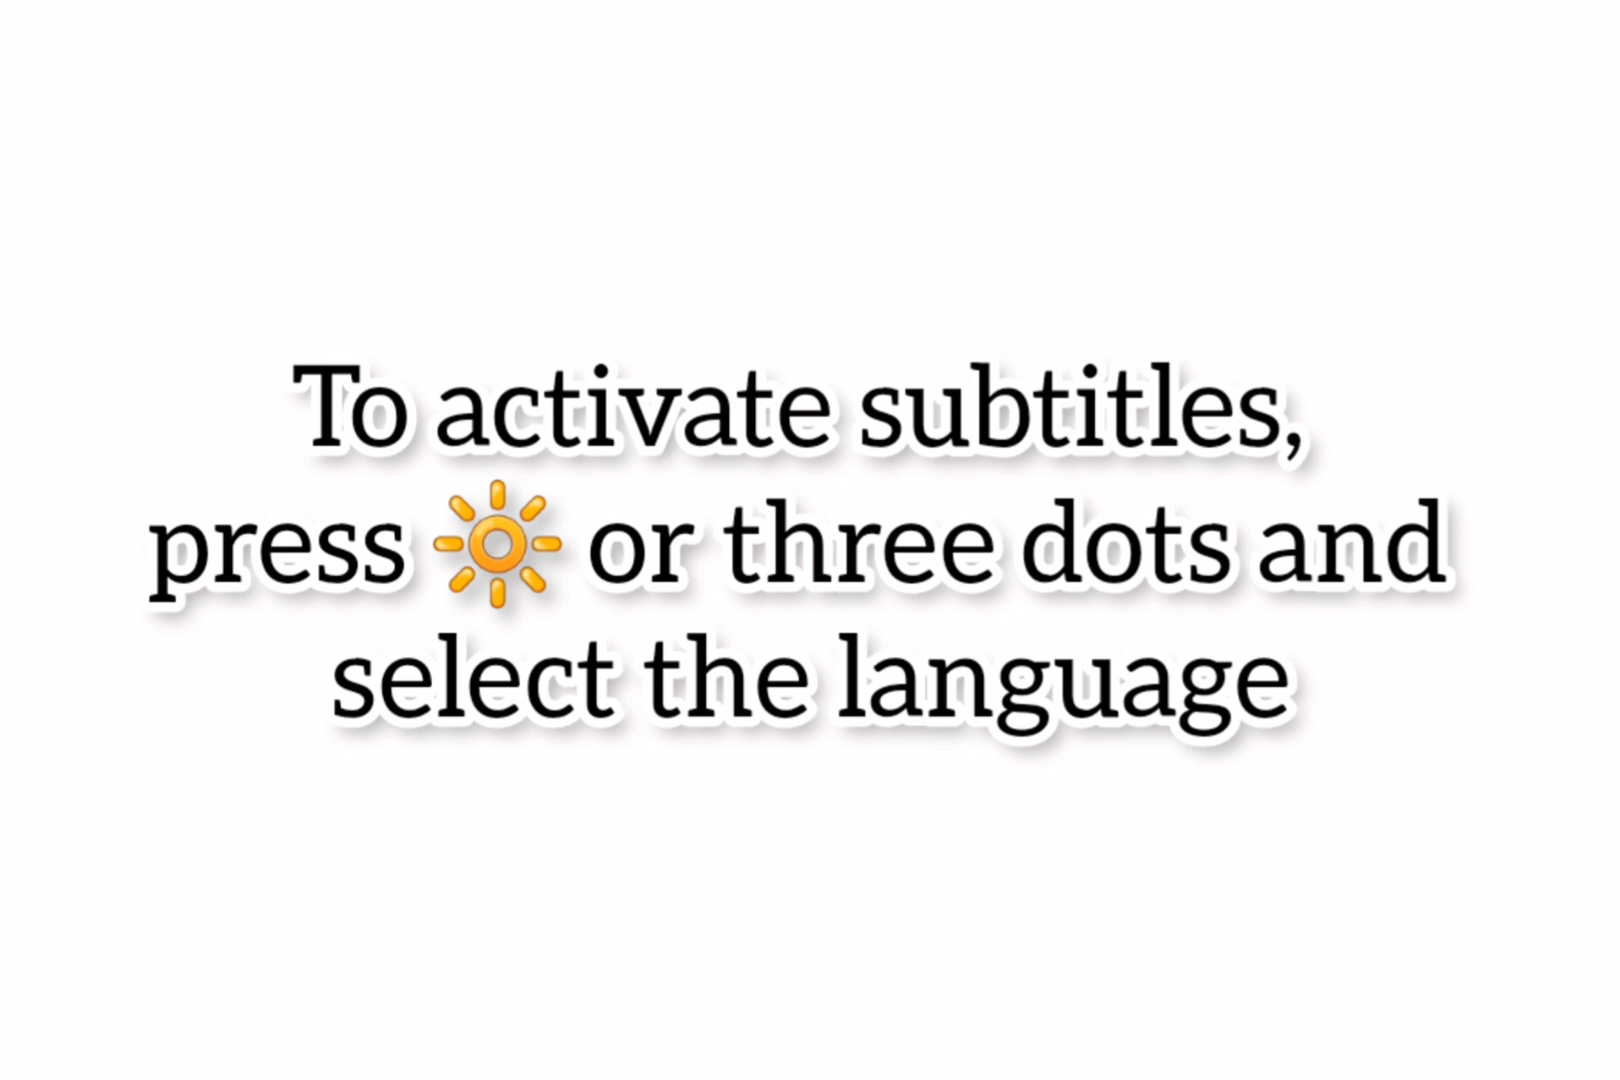 To activate subtitles,
press 🔆 or three dots and
select the language